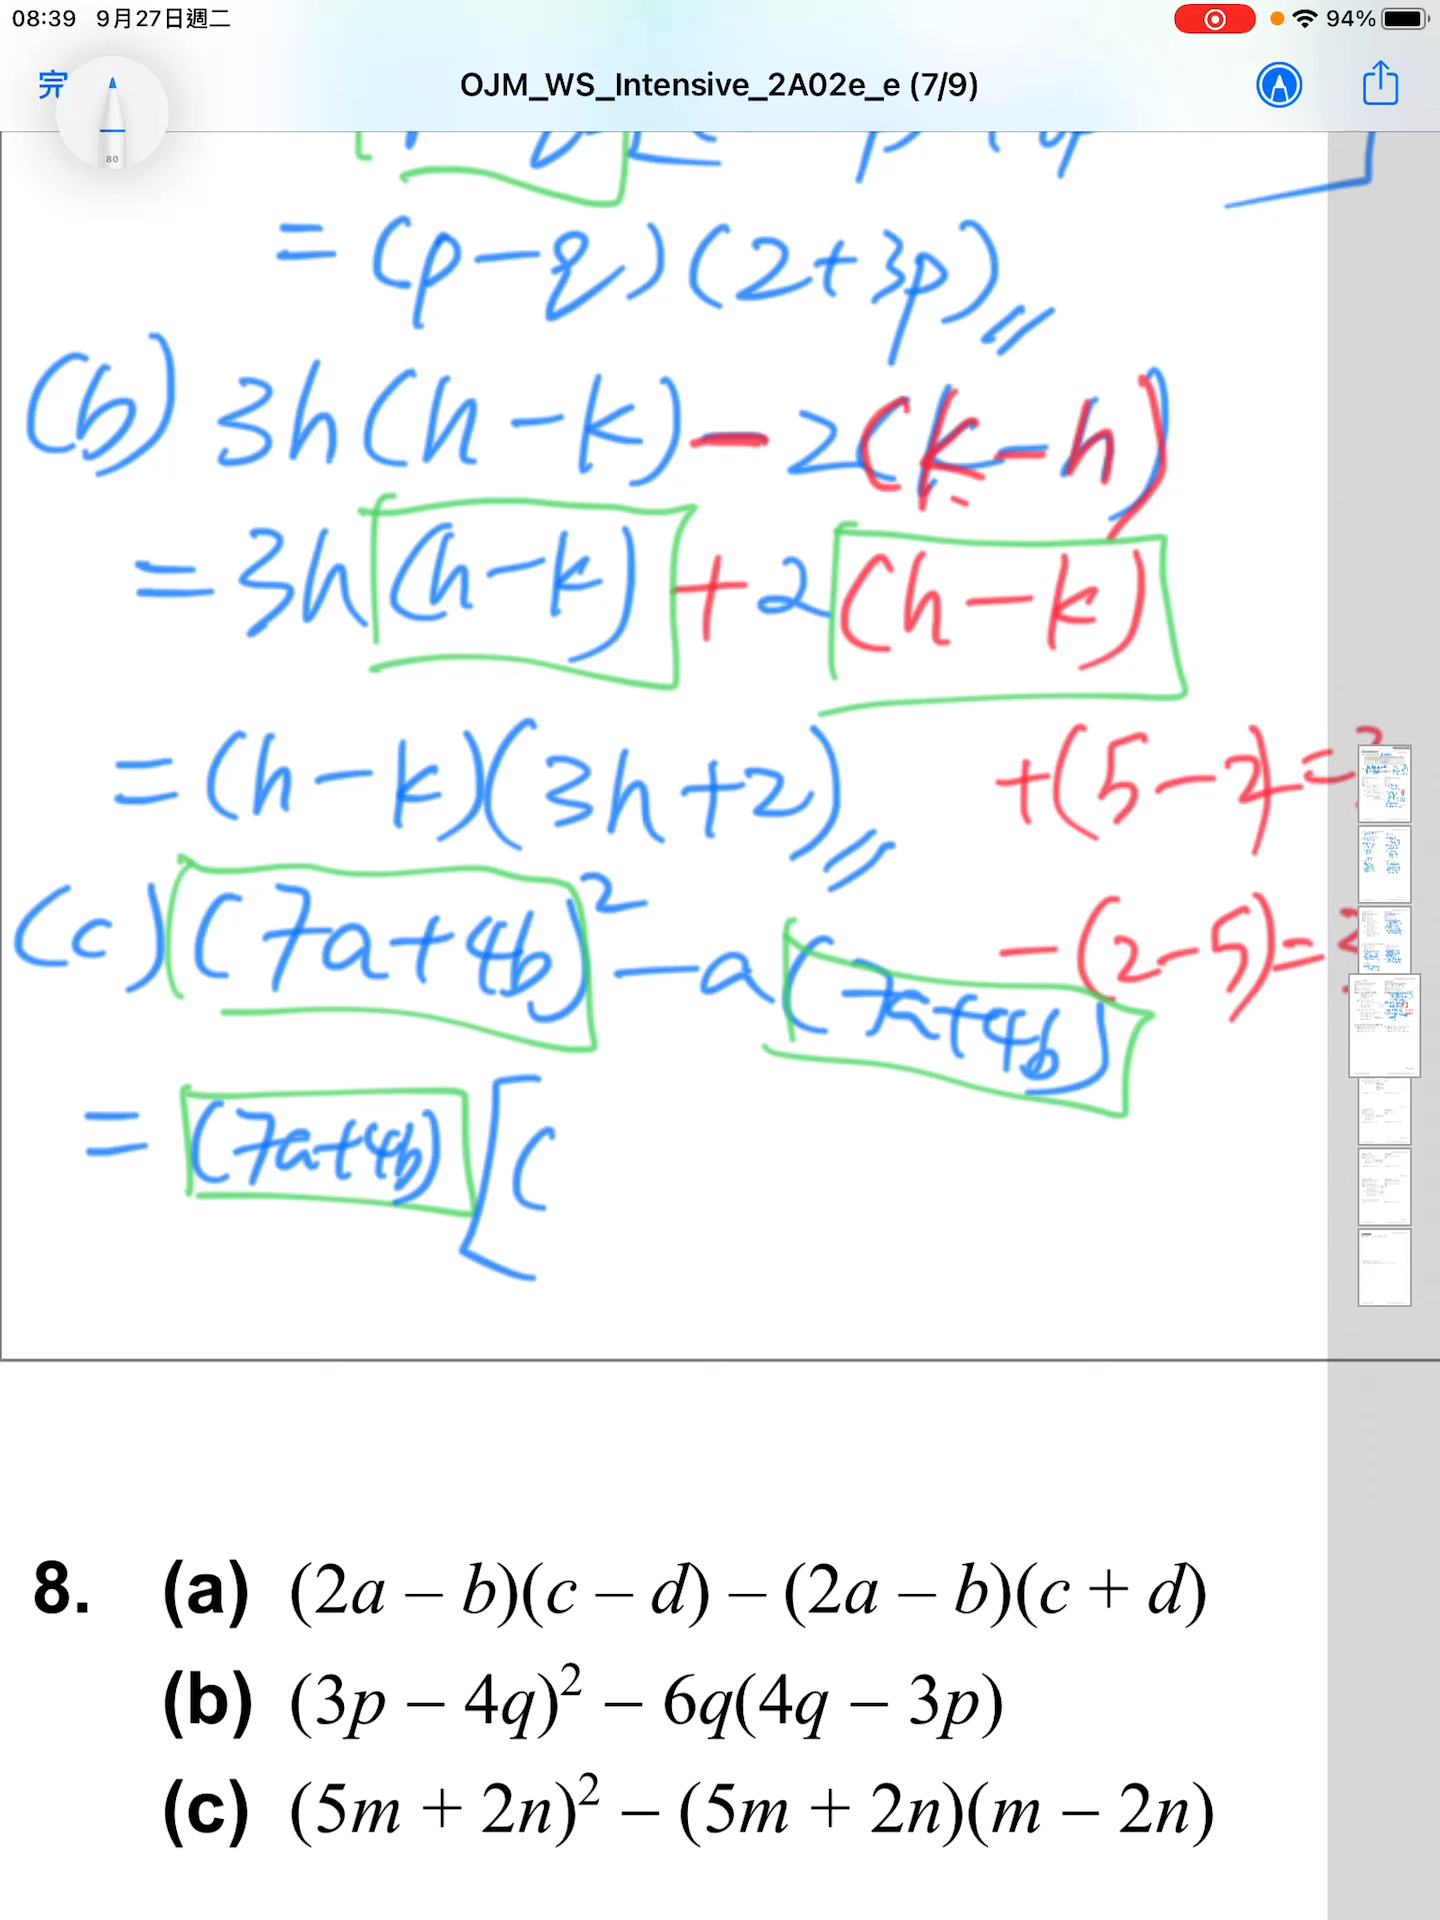 08:39 9月27日週二 94%
完 OJM_WS_Intensive_2A02e_e (7/9)
80
= (p-q)(2+3p)
(b) 3h(h-k)-2(k-h)
= 3h(h-k)+2(h-k)
= (h-k)(3h+2)
+(5-2)=3
(c) (7a+4b)²-a(7a+4b)
-(2-5)=
= (7a+4b)[(
8. (a) (2a – b)(c – d) – (2a – b)(c + d)
(b) (3p – 4q)² – 6q(4q – 3p)
(c) (5m + 2n)² – (5m + 2n)(m – 2n)